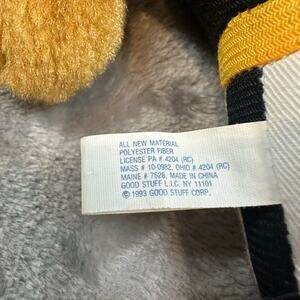 ALL NEW MATERIAL
POLYESTER FIBER
LICENSE PA # 4204 (RC)
MASS # 10-0982, OHIO # 4204 (RC)
MAINE # 7828, MADE IN CHINA
GOOD STUFF L.I.C. NY 11101
© 1993 GOOD STUFF CORP.